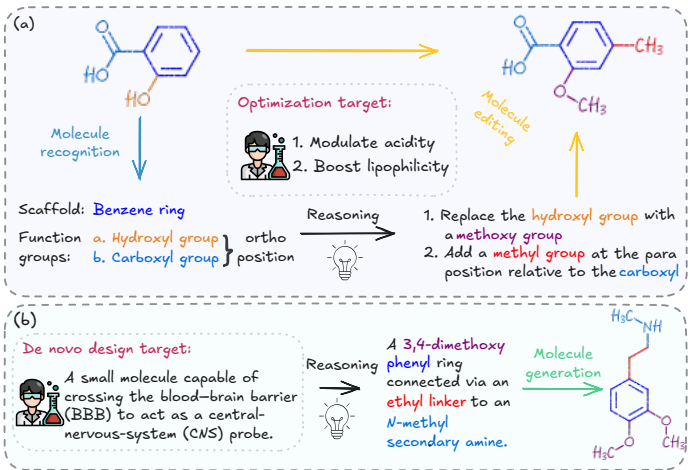 (a)
O
HO
HO
CH₃
O
HO
O
CH₃
Optimization target:
1. Modulate acidity
2. Boost lipophilicity
Molecule
editing
Molecule
recognition
Scaffold: Benzene ring
Function
groups:
a. Hydroxyl group
b. Carboxyl group
ortho
position
Reasoning
1. Replace the hydroxyl group with
a methoxy group
2. Add a methyl group at the para
position relative to the carboxyl
(b)
De novo design target:
A small molecule capable of
crossing the blood–brain barrier
(BBB) to act as a central-
nervous-system (CNS) probe.
Reasoning
A 3,4-dimethoxy
phenyl ring
connected via an
ethyl linker to an
N-methyl
secondary amine.
Molecule
generation
H₃C
NH
O
O
H₃C
CH₃